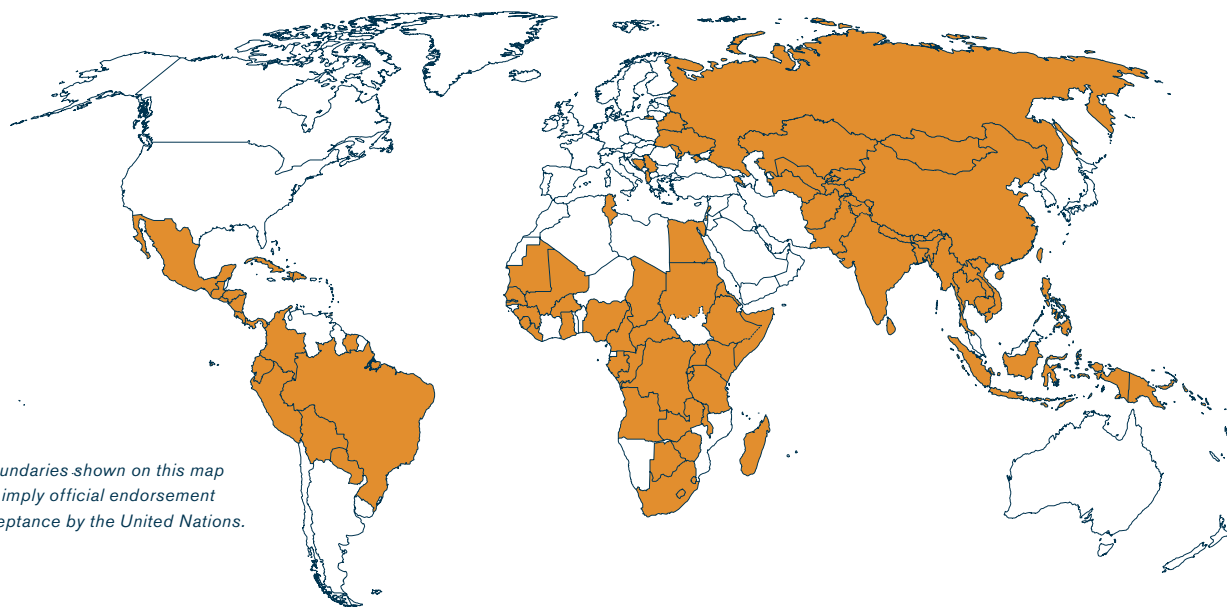 undaries shown on this map
imply official endorsement
eptance by the United Nations.